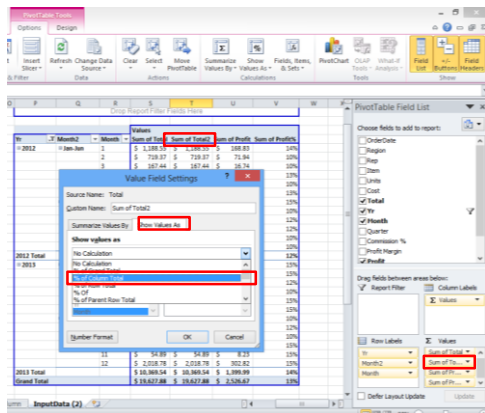 PivotTable Tools
Options Design
Insert Slicer Refresh Change Data Source Clear Select Move PivotTable Summarize Values By Show Values As Fields, Items, & Sets PivotChart OLAP Tools What-If Analysis Field List +/- Buttons Field Headers
Filter Data Actions Calculations Tools Show
P Q R S T U V W X
Drop Report Filter Fields Here
Values
Yr Month2 Month Sum of Total Sum of Total2 Sum of Profit Sum of Profit%
2012 Jan-Jun 1 $ 1,188.55 $ 1,188.55 $ 168.83 14%
2 $ 719.37 $ 719.37 $ 71.94 10%
3 $ 167.44 $ 167.44 $ 16.74 10%
Value Field Settings
Source Name: Total
Custom Name: Sum of Total2
Summarize Values By Show Values As
Show values as
No Calculation
No Calculation
% of Grand Total
% of Column Total
% of Row Total
% Of
% of Parent Row Total
Month
Number Format OK Cancel
2012 Total 12%
2013
11 $ 54.89 $ 54.89 $ 8.23 15%
12 $ 2,018.78 $ 2,018.78 $ 302.82 15%
2013 Total $ 10,369.54 $ 10,369.54 $ 1,399.99 14%
Grand Total $ 19,627.88 $ 19,627.88 $ 2,526.67 13%
InputData (2)
PivotTable Field List
Choose fields to add to report:
OrderDate
Region
Rep
Item
Units
Cost
Total
Yr
Month
Quarter
Commission %
Profit Margin
Profit
Drag fields between areas below:
Report Filter Column Labels
Σ Values
Row Labels Σ Values
Yr Sum of Total
Month2 Sum of To...
Month Sum of Pr...
Sum of Pr...
Defer Layout Update Update